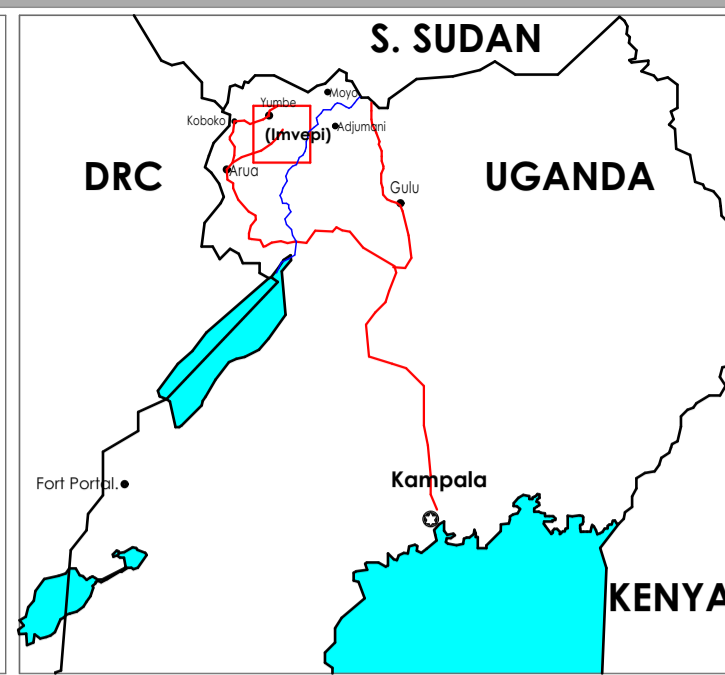 S. SUDAN
Moyo
Yumbe
Koboko
Adjumani
(Imvepi)
Arua
DRC
UGANDA
Gulu
Kampala
Fort Portal.
KENYA